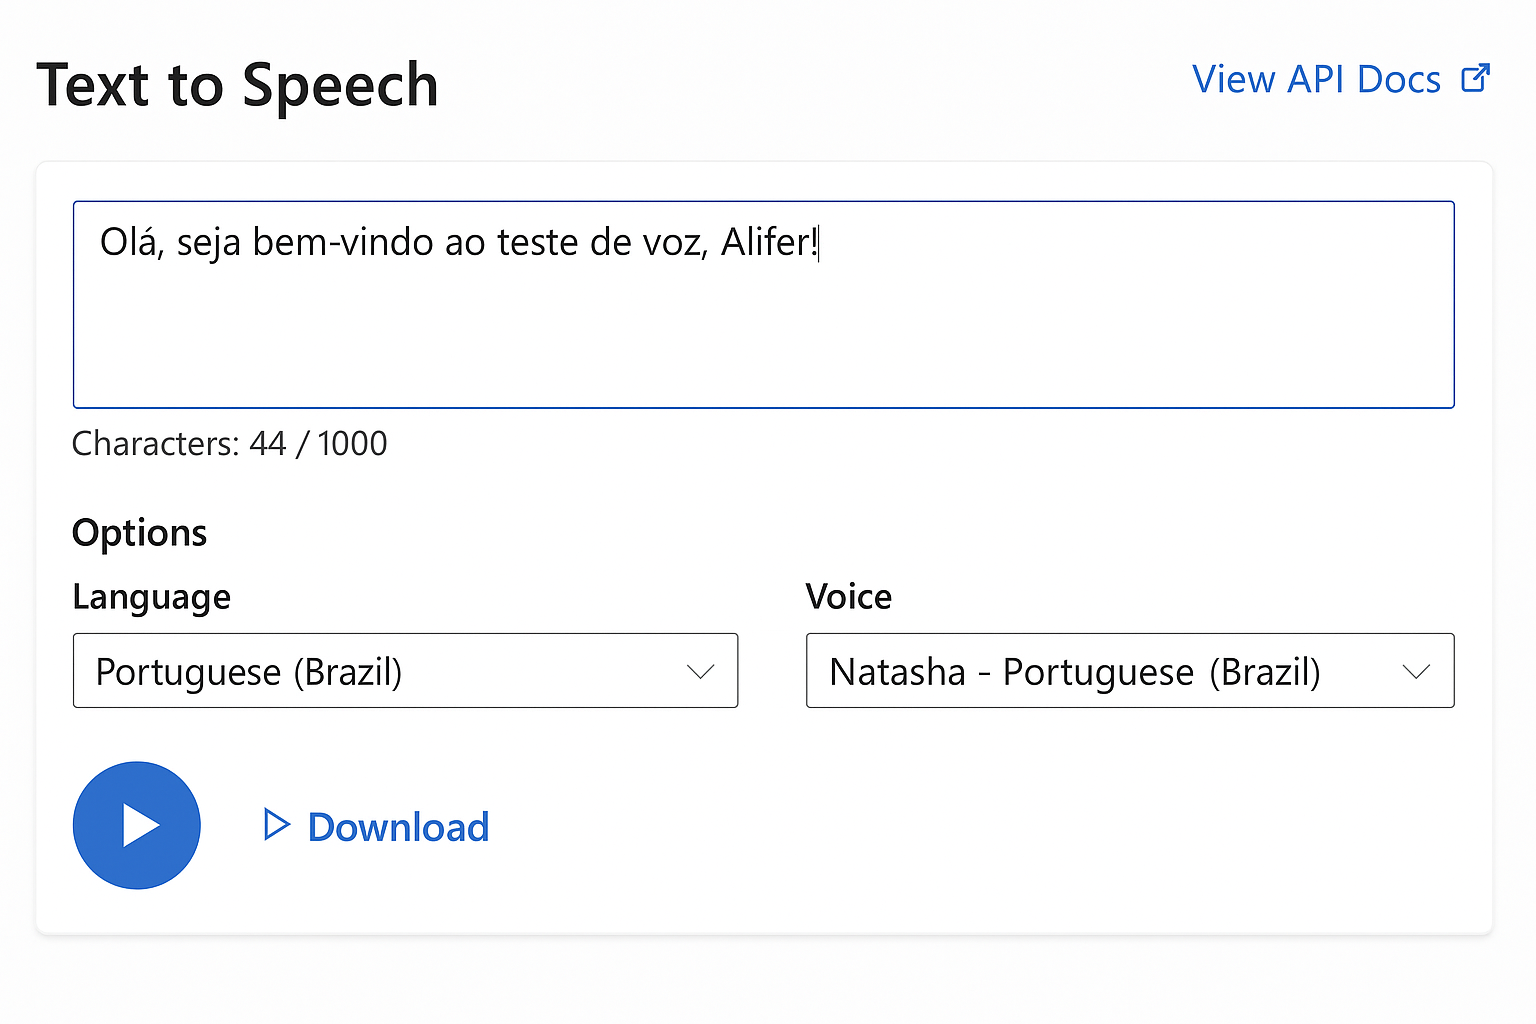 Text to Speech
View API Docs
Olá, seja bem-vindo ao teste de voz, Alifer!
Characters: 44 / 1000
Options
Language
Voice
Portuguese (Brazil)
Natasha - Portuguese (Brazil)
Download